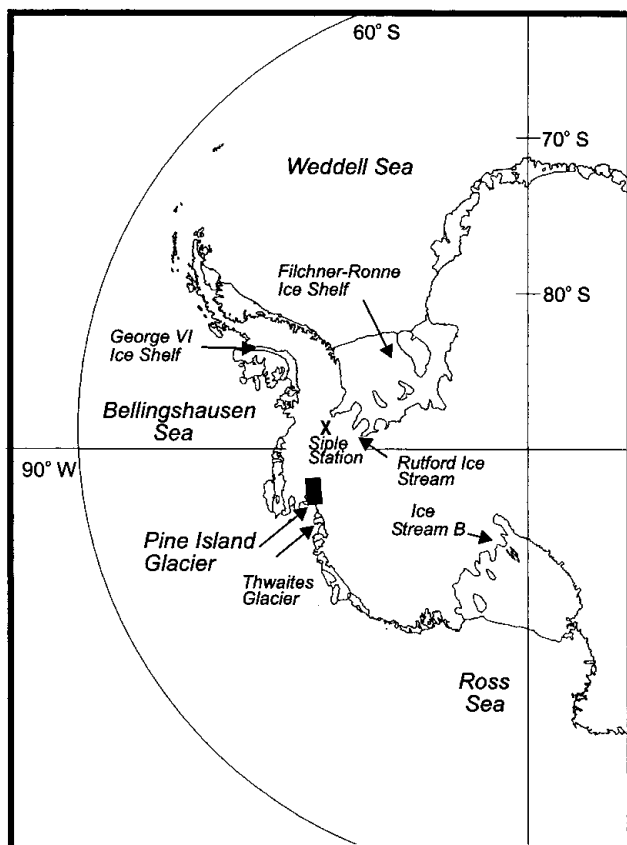 60° S
70° S
Weddell Sea
Filchner-Ronne
Ice Shelf
80° S
George VI
Ice Shelf
Bellingshausen
Sea
X
Siple
Station
90° W
Rutford Ice
Stream
Ice
Stream B
Pine Island
Glacier
Thwaites
Glacier
Ross
Sea